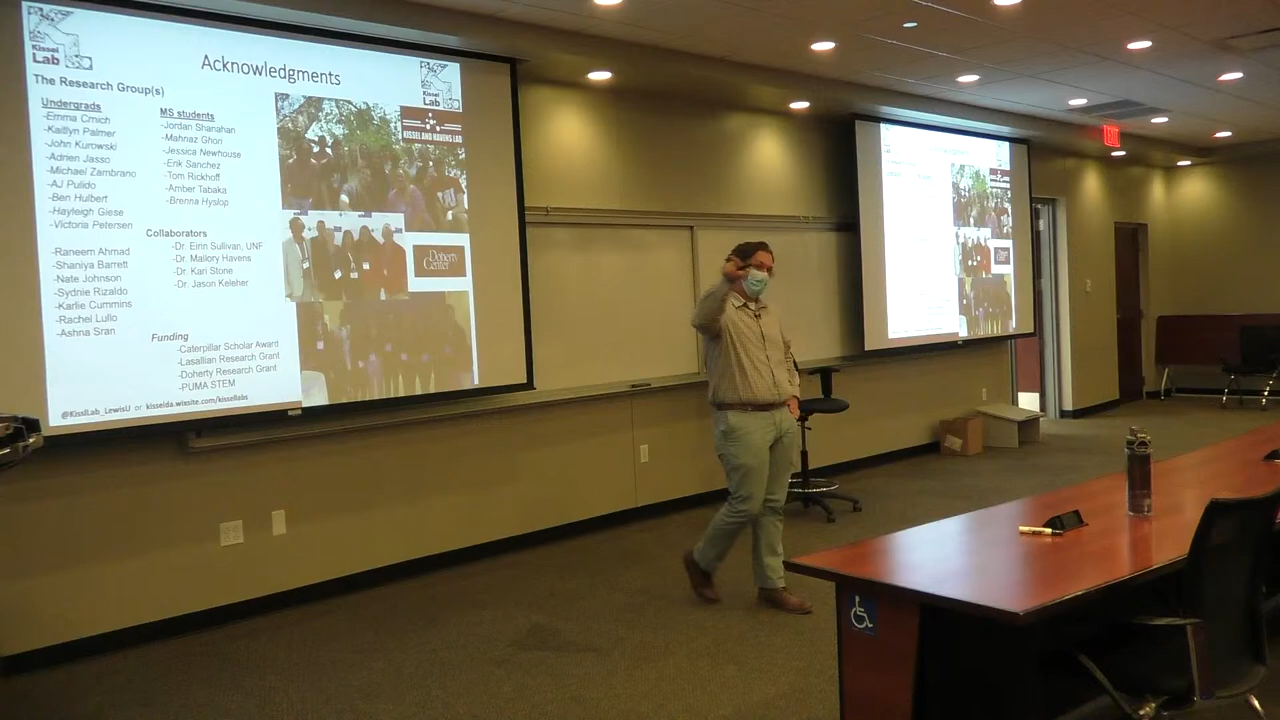 Kissel
Lab
Acknowledgments
Kissel
Lab
The Research Group(s)
Undergrads
-Emma Cmich
-Kaitlyn Palmer
-John Kurowski
-Adrien Jasso
-Michael Zambrano
-AJ Pulido
-Ben Hulbert
-Hayleigh Giese
-Victoria Petersen
-Raneem Ahmad
-Shaniya Barrett
-Nate Johnson
-Sydnie Rizaldo
-Karlie Cummins
-Rachel Lullo
-Ashna Sran
MS students
-Jordan Shanahan
-Mahnaz Ghori
-Jessica Newhouse
-Erik Sanchez
-Tom Rickhoff
-Amber Tabaka
-Brenna Hyslop
Collaborators
-Dr. Eirin Sullivan, UNF
-Dr. Mallory Havens
-Dr. Kari Stone
-Dr. Jason Keleher
Funding
-Caterpillar Scholar Award
-Lasallian Research Grant
-Doherty Research Grant
-PUMA STEM
@KisslLab_LewisU or kisselda.wixsite.com/kissellabs
KISSEL AND HAVENS LAB
Doherty
Center
EXIT